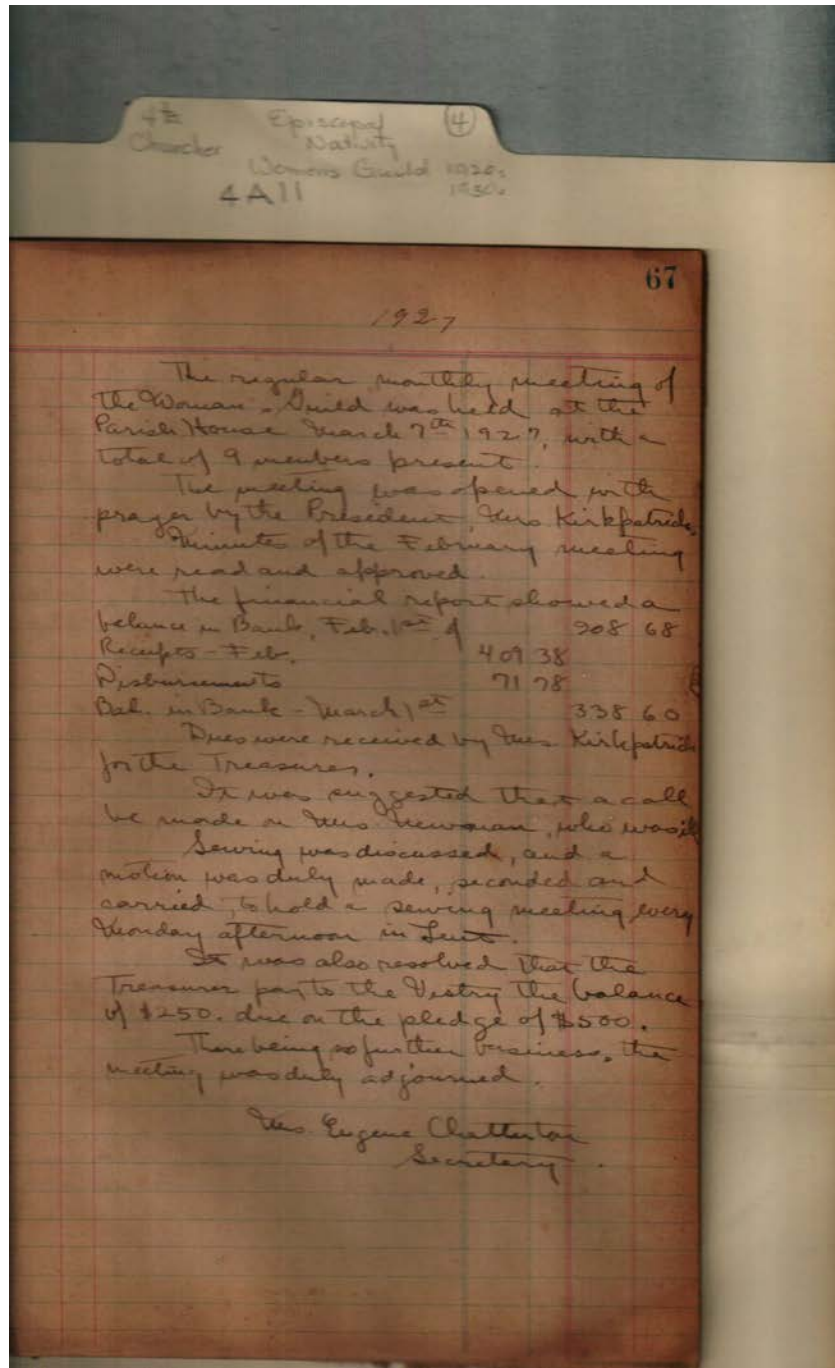 4th Episcopal 4
Churches Nativity
Womens Guild 1920s
4A11 1930s
67
1927
The regular monthly meeting of
the Woman's Guild was held at the
Parish House March 7th 1927, with a
total of 9 members present.
The meeting was opened with
prayer by the President, Mrs Kirkpatrick.
Minutes of the February meeting
were read and approved.
The financial report showed a
balance in Bank, Feb. 1st of 908 68
Receipts - Feb. 409 38
Disbursements 71 78
Bal. in Bank - March 1st 338 60
Dues were received by Mrs Kirkpatrick
for the Treasurer.
It was suggested that a call
be made on Mrs Newman, who was ill
Sewing was discussed, and a
motion was duly made, seconded and
carried, to hold a sewing meeting every
Monday afternoon in Lent.
It was also resolved that the
Treasurer pay to the Vestry the balance
of $250. due on the pledge of $500.
There being no further business, the
meeting was duly adjourned.
Mrs. Eugene Chatterton
Secretary.